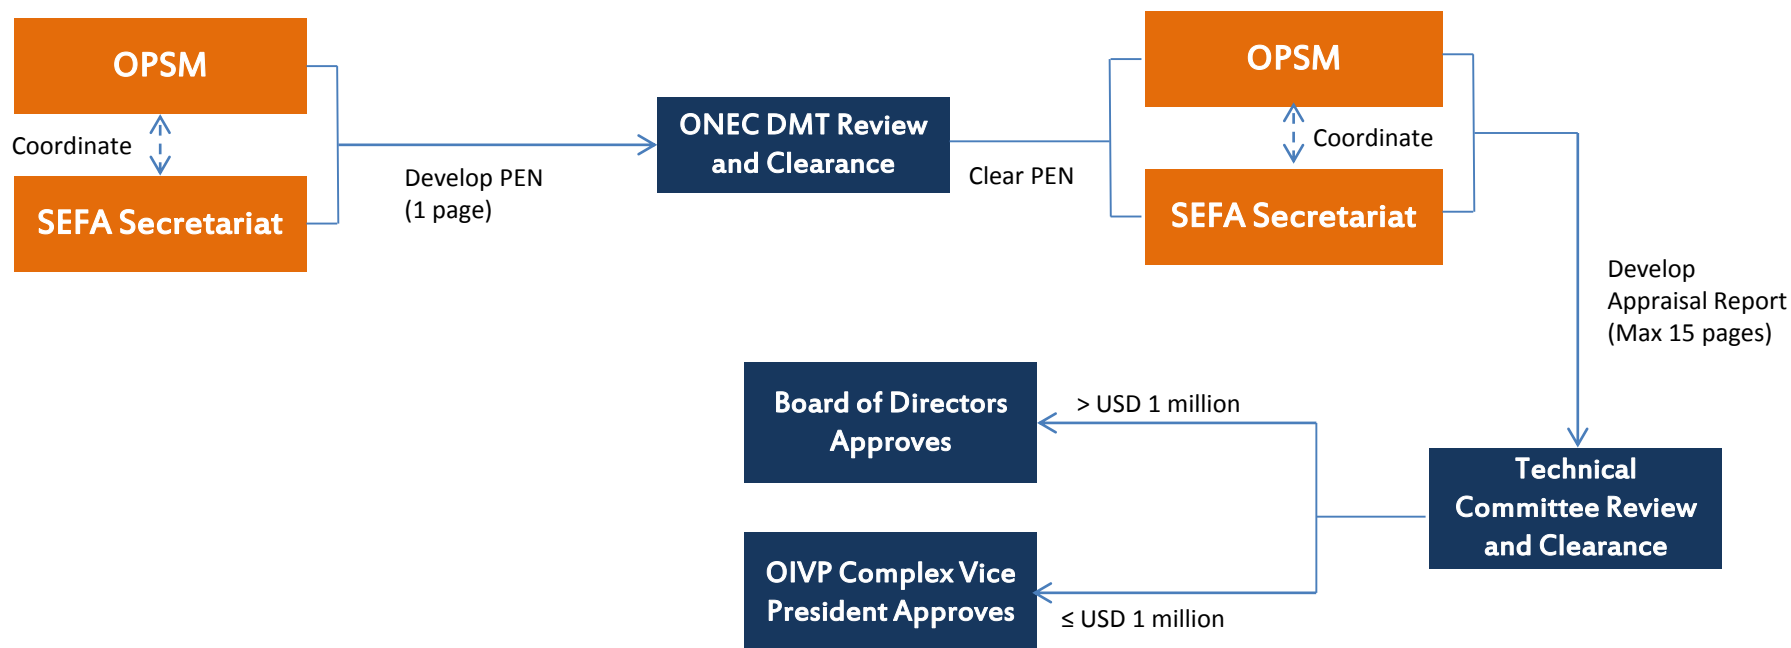 OPSM
Coordinate
SEFA Secretariat
Develop PEN
(1 page)
ONEC DMT Review
and Clearance
Clear PEN
OPSM
Coordinate
SEFA Secretariat
Develop
Appraisal Report
(Max 15 pages)
Technical
Committee Review
and Clearance
> USD 1 million
Board of Directors
Approves
≤ USD 1 million
OIVP Complex Vice
President Approves